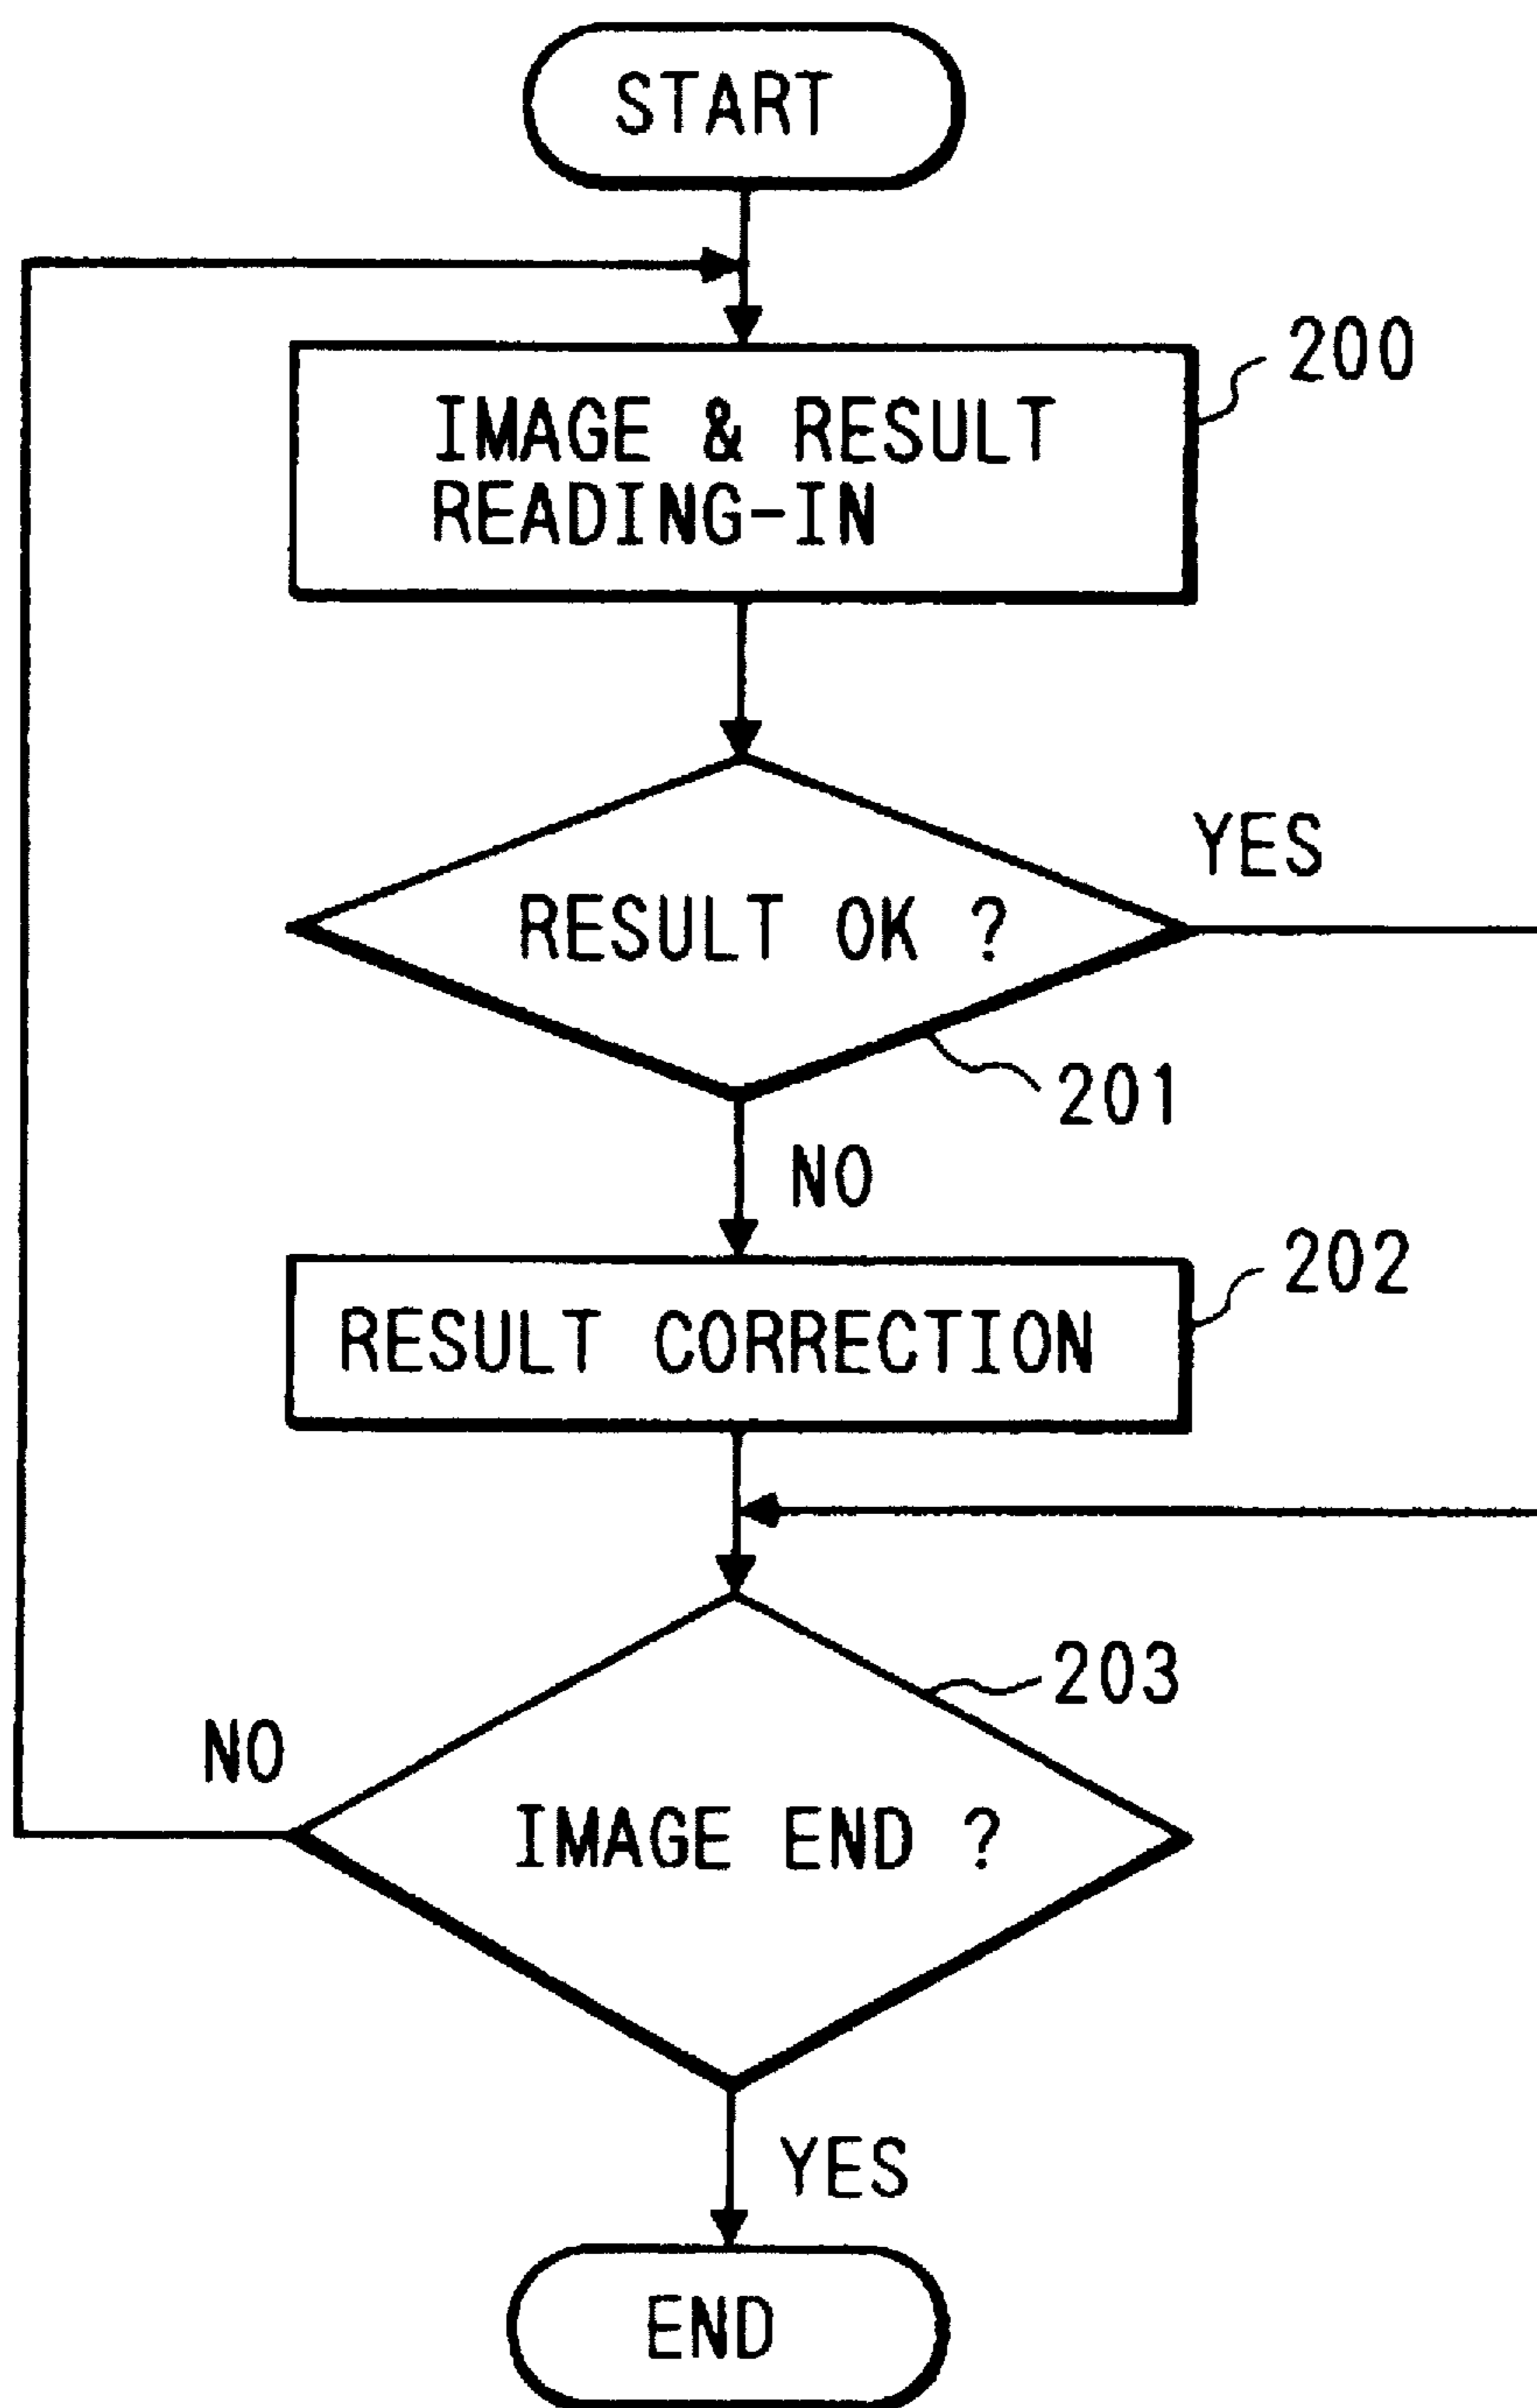 START
200
IMAGE & RESULT
READING-IN
YES
RESULT OK ?
201
NO
202
RESULT CORRECTION
203
NO
IMAGE END ?
YES
END